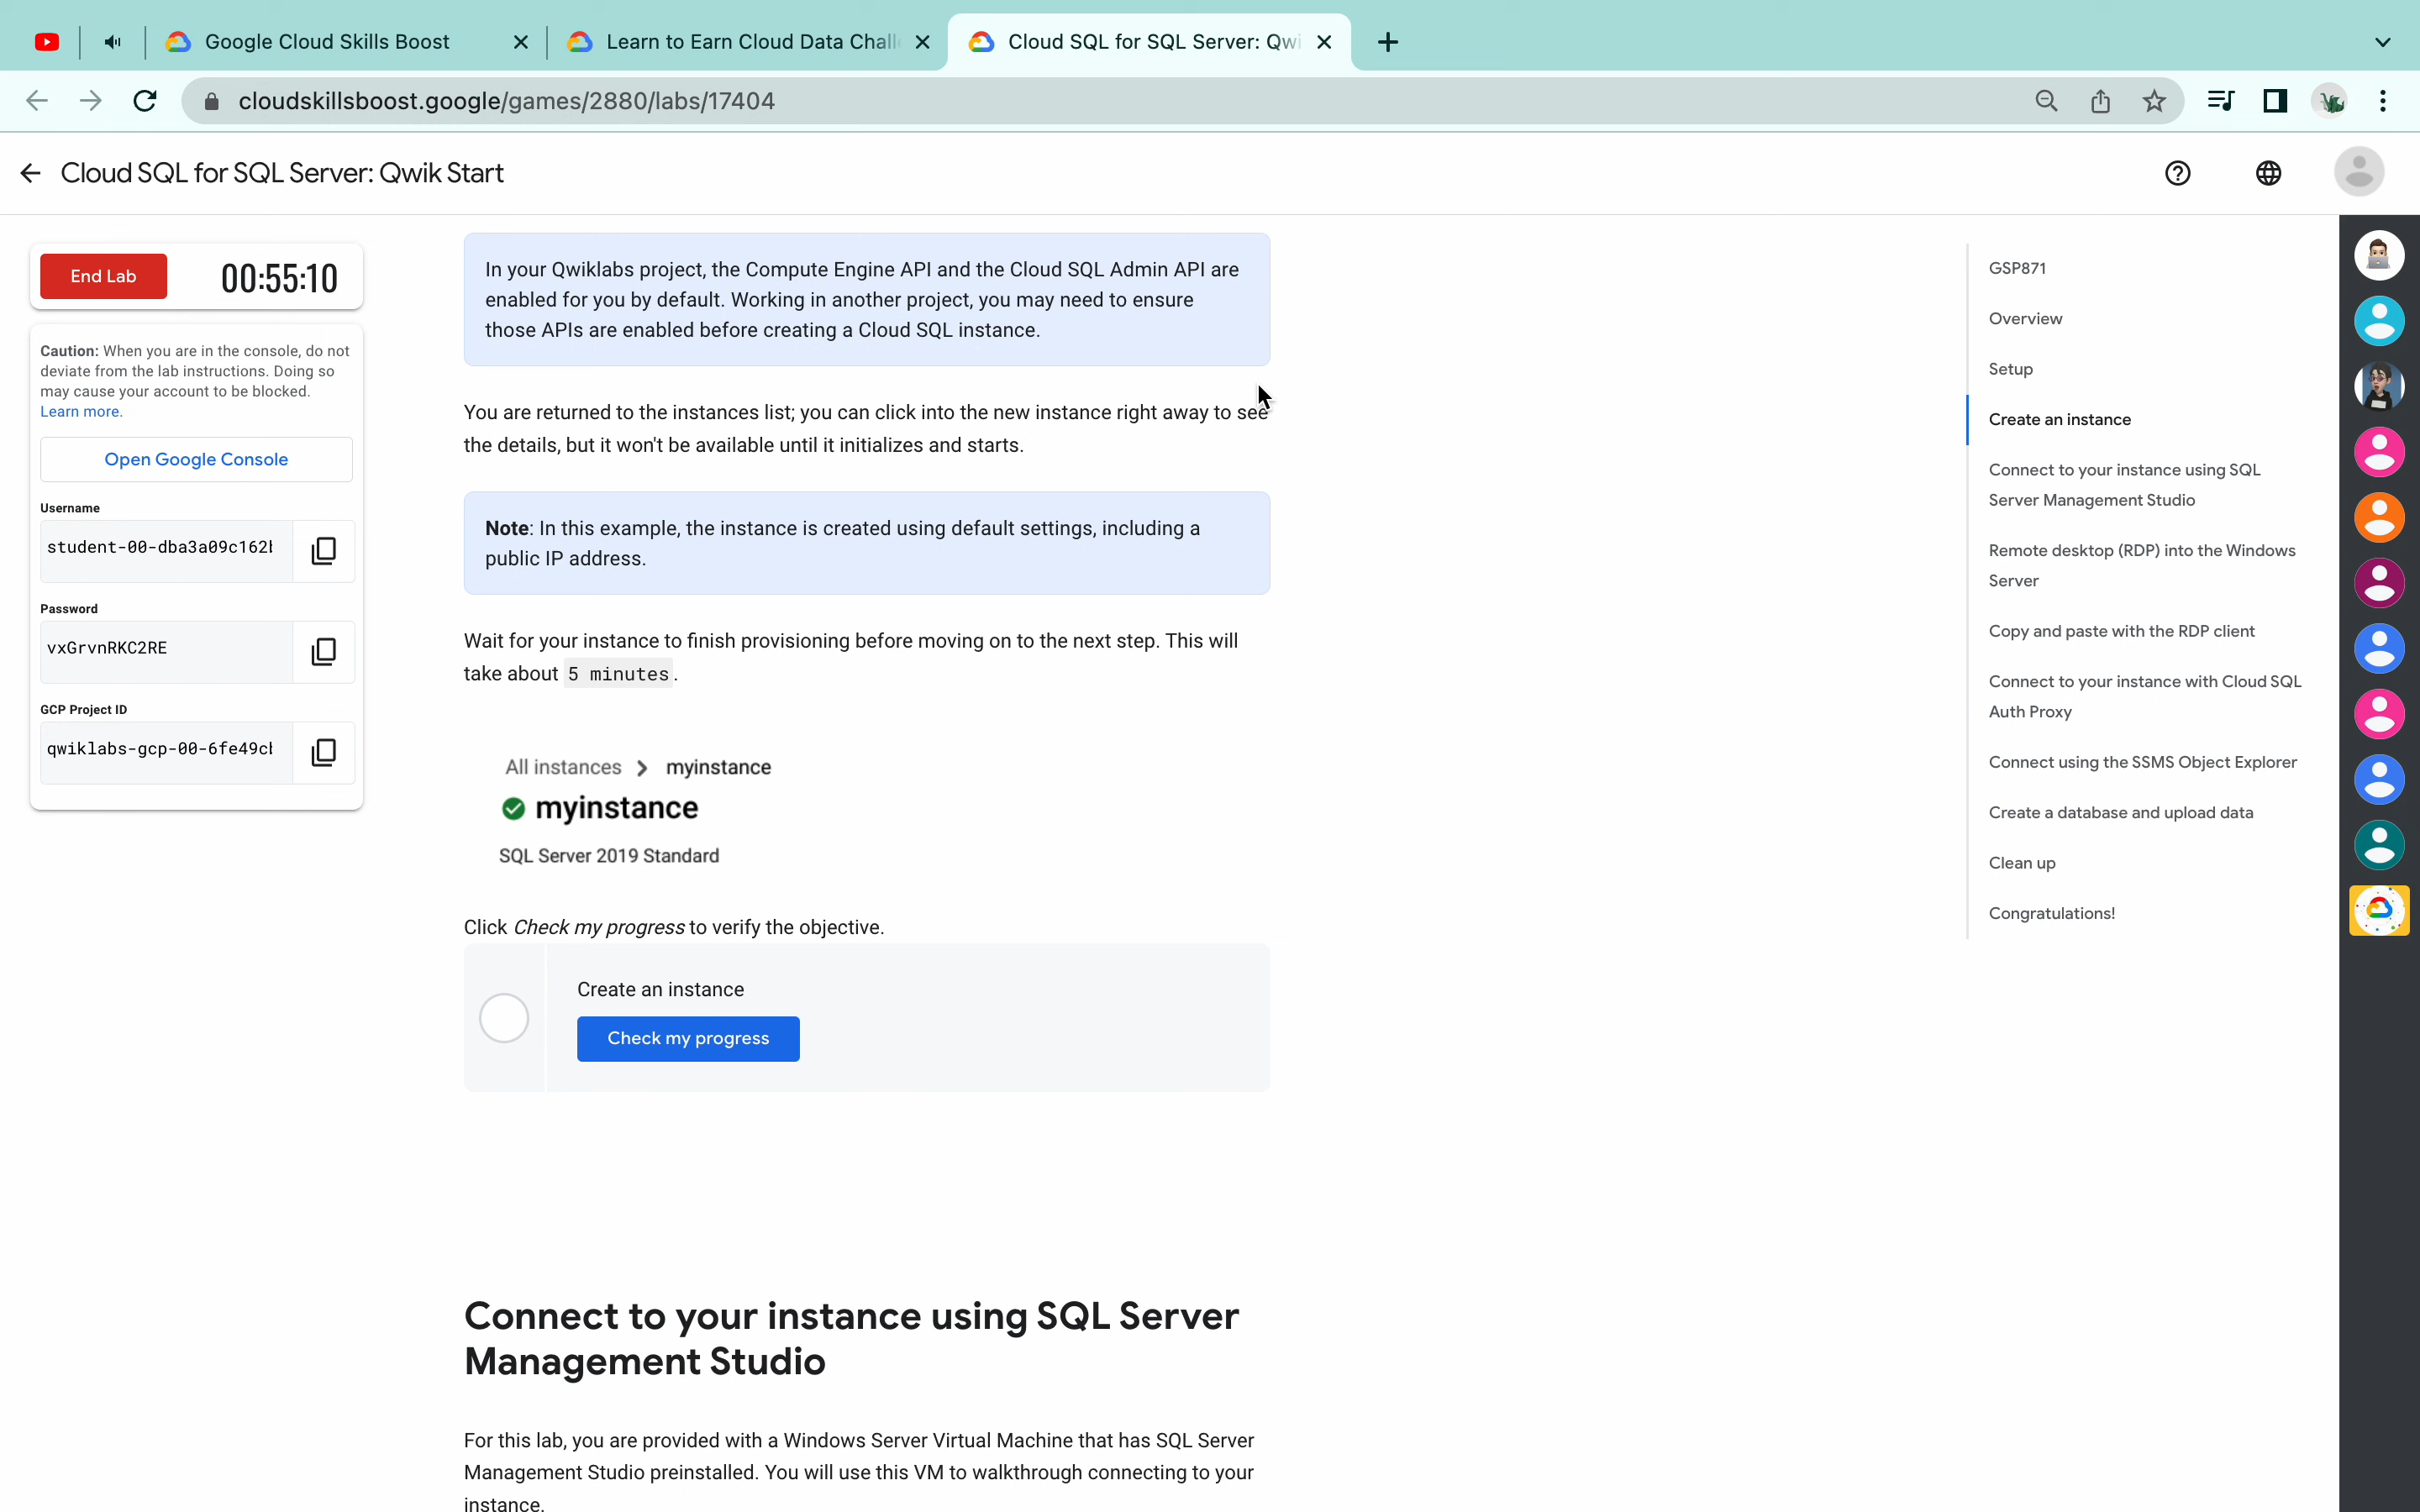 Google Cloud Skills Boost
Learn to Earn Cloud Data Chall
Cloud SQL for SQL Server: Qwi
cloudskillsboost.google/games/2880/labs/17404
Cloud SQL for SQL Server: Qwik Start
End Lab
00:55:10
Caution: When you are in the console, do not
deviate from the lab instructions. Doing so
may cause your account to be blocked.
Learn more.
Open Google Console
Username
student-00-dba3a09c162
Password
vxGrvnRKC2RE
GCP Project ID
qwiklabs-gcp-00-6fe49c
In your Qwiklabs project, the Compute Engine API and the Cloud SQL Admin API are
enabled for you by default. Working in another project, you may need to ensure
those APIs are enabled before creating a Cloud SQL instance.
You are returned to the instances list; you can click into the new instance right away to see
the details, but it won't be available until it initializes and starts.
Note: In this example, the instance is created using default settings, including a
public IP address.
Wait for your instance to finish provisioning before moving on to the next step. This will
take about 5 minutes.
All instances > myinstance
myinstance
SQL Server 2019 Standard
Click Check my progress to verify the objective.
Create an instance
Check my progress
Connect to your instance using SQL Server
Management Studio
For this lab, you are provided with a Windows Server Virtual Machine that has SQL Server
Management Studio preinstalled. You will use this VM to walkthrough connecting to your
instance.
GSP871
Overview
Setup
Create an instance
Connect to your instance using SQL
Server Management Studio
Remote desktop (RDP) into the Windows
Server
Copy and paste with the RDP client
Connect to your instance with Cloud SQL
Auth Proxy
Connect using the SSMS Object Explorer
Create a database and upload data
Clean up
Congratulations!